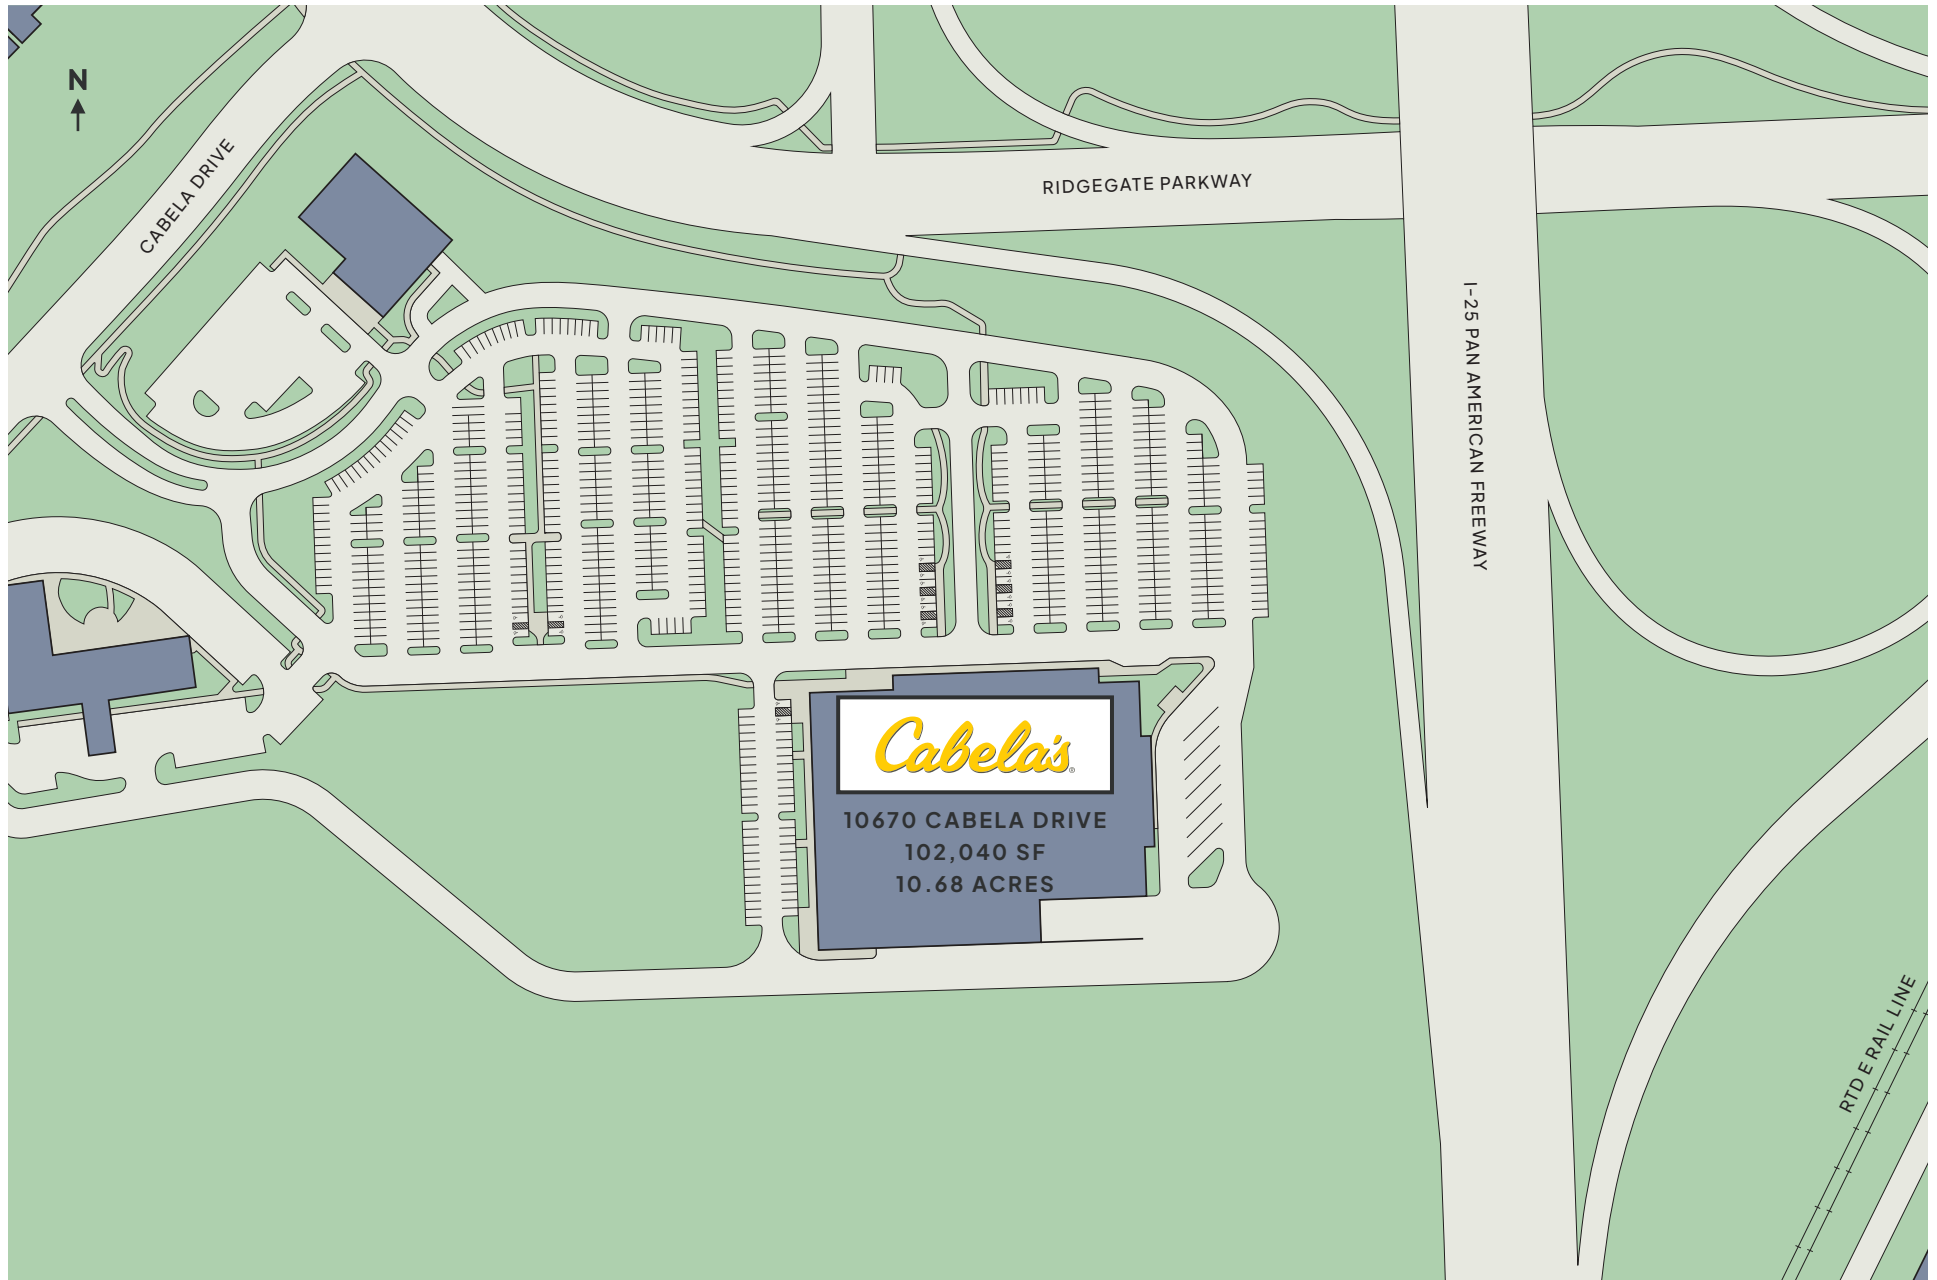 N
CABELA DRIVE
RIDGEGATE PARKWAY
I-25 PAN AMERICAN FREEWAY
Cabela's®
10670 CABELA DRIVE
102,040 SF
10.68 ACRES
RTD E RAIL LINE